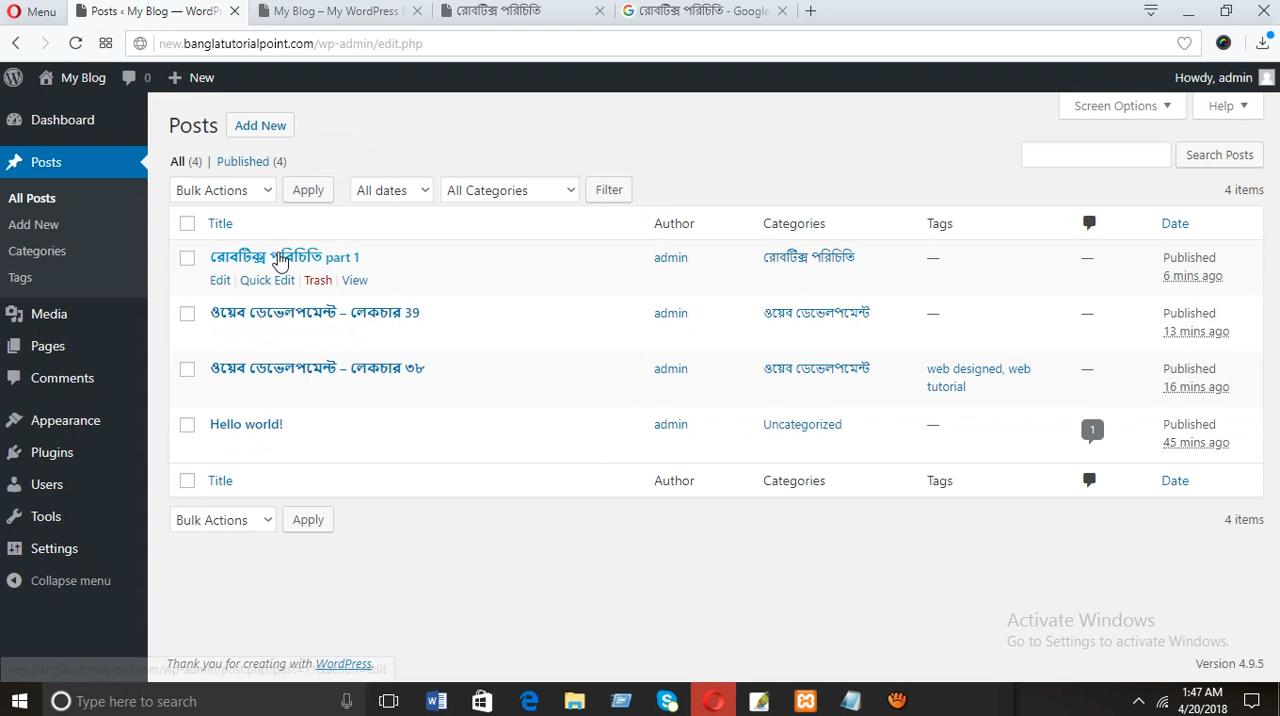 Menu
Posts ‹ My Blog — WordPr
My Blog – My WordPress
রোবটিক্স পরিচিতি
রোবটিক্স পরিচিতি - Google
new.banglatutorialpoint.com/wp-admin/edit.php
My Blog
0
New
Howdy, admin
Dashboard
Posts
All Posts
Add New
Categories
Tags
Media
Pages
Comments
Appearance
Plugins
Users
Tools
Settings
Collapse menu
Screen Options
Help
Posts
Add New
All (4) | Published (4)
Search Posts
Bulk Actions
Apply
All dates
All Categories
Filter
4 items
Title
Author
Categories
Tags
Date
রোবটিক্স পরিচিতি part 1
admin
রোবটিক্স পরিচিতি
—
—
Published
6 mins ago
Edit | Quick Edit | Trash | View
ওয়েব ডেভেলপমেন্ট – লেকচার 39
admin
ওয়েব ডেভেলপমেন্ট
—
—
Published
13 mins ago
ওয়েব ডেভেলপমেন্ট – লেকচার ৩৮
admin
ওয়েব ডেভেলপমেন্ট
web designed, web
tutorial
—
Published
16 mins ago
Hello world!
admin
Uncategorized
—
1
Published
45 mins ago
Title
Author
Categories
Tags
Date
Bulk Actions
Apply
4 items
Activate Windows
Go to Settings to activate Windows.
Thank you for creating with WordPress.
Version 4.9.5
Type here to search
1:47 AM
4/20/2018